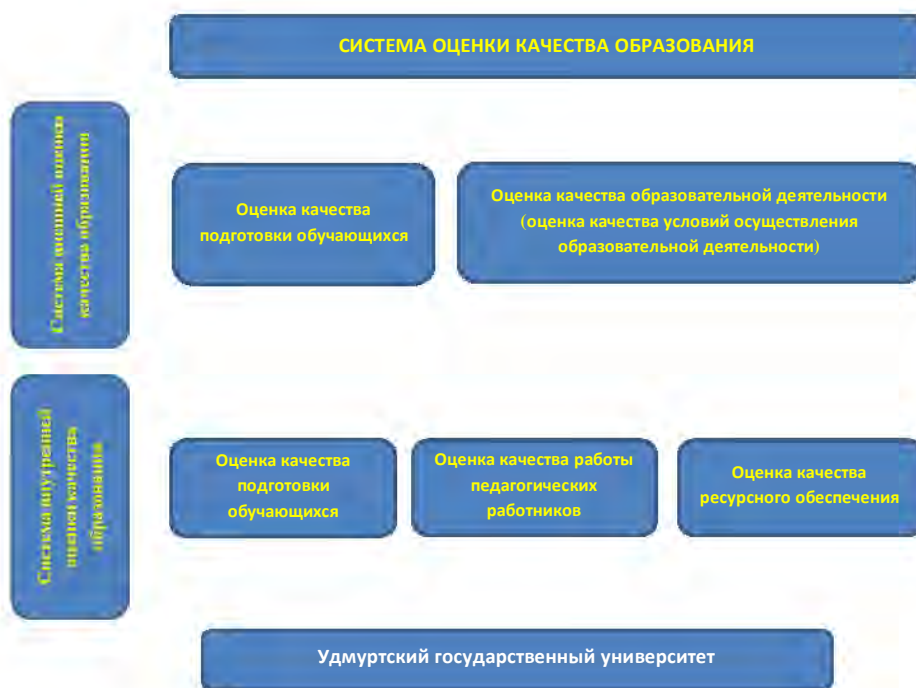 СИСТЕМА ОЦЕНКИ КАЧЕСТВА ОБРАЗОВАНИЯ
Система внешней оценки
качества образования
Оценка качества
подготовки обучающихся
Оценка качества образовательной деятельности
(оценка качества условий осуществления
образовательной деятельности)
Система внутренней
оценки качества
образования
Оценка качества
подготовки
обучающихся
Оценка качества работы
педагогических
работников
Оценка качества
ресурсного обеспечения
Удмуртский государственный университет